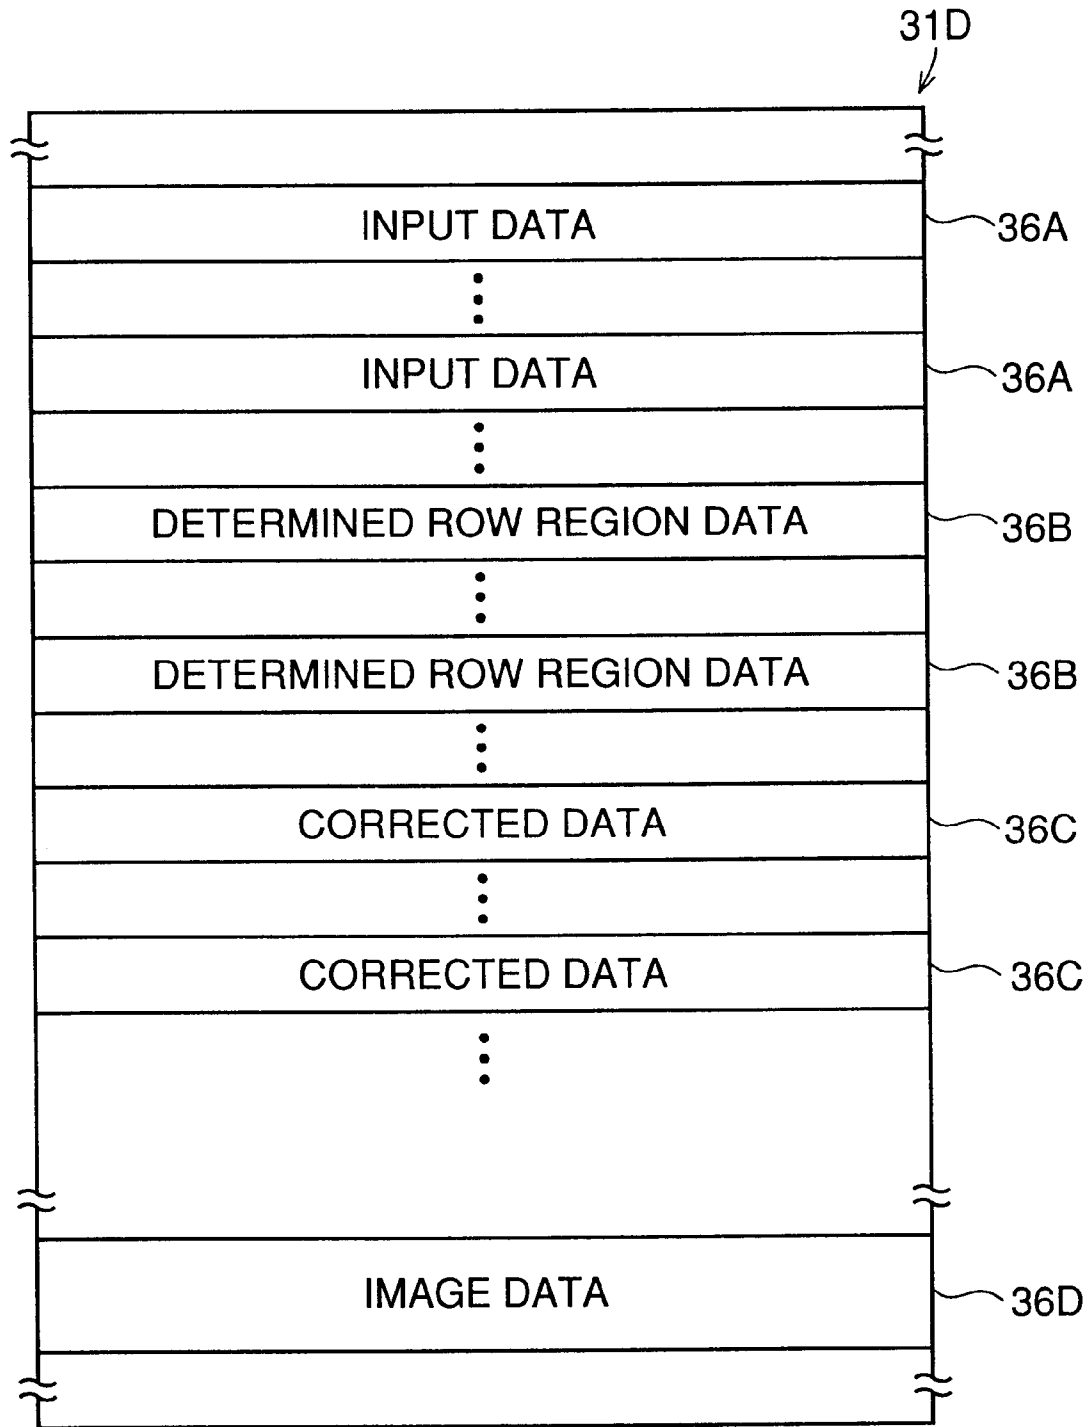 31D
INPUT DATA 36A
INPUT DATA 36A
DETERMINED ROW REGION DATA 36B
DETERMINED ROW REGION DATA 36B
CORRECTED DATA 36C
CORRECTED DATA 36C
IMAGE DATA 36D